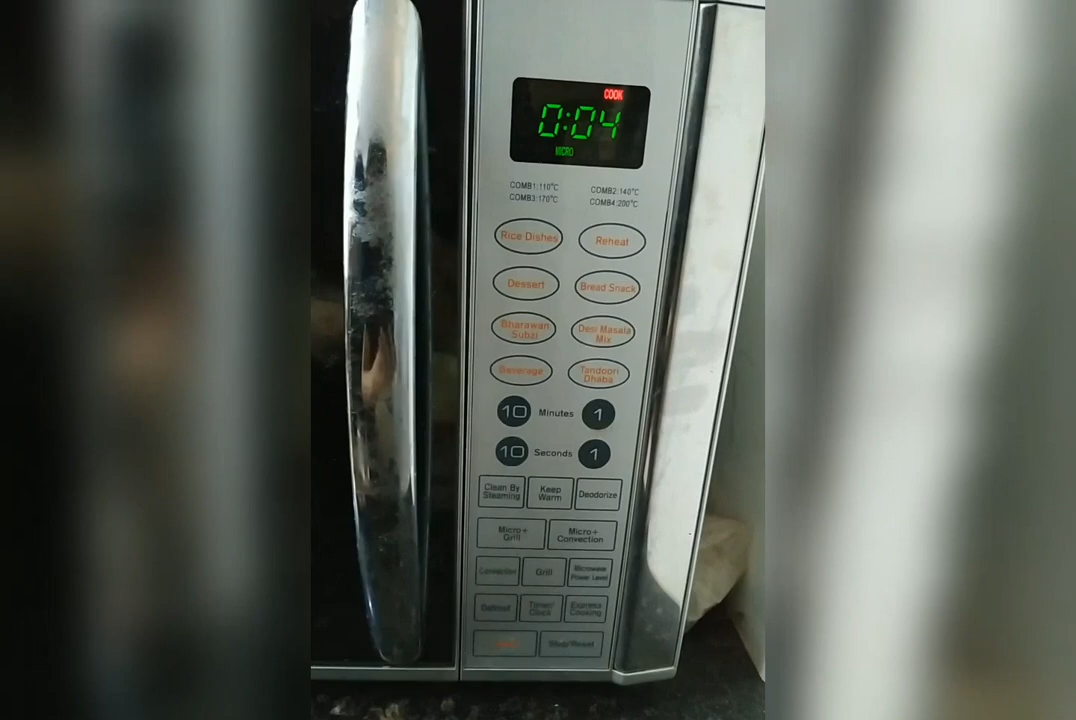 COOK
0:04
MICRO
COMB1:110°C COMB2:140°C
COMB3:170°C COMB4:200°C
Rice Dishes Reheat
Dessert Bread Snack
Bharawan Subzi
Desi Masala Mix
Beverage
Tandoori Dhaba
10 Minutes 1
10 Seconds 1
Clean By Steaming
Keep Warm
Deodorize
Micro+ Grill
Micro+ Convection
Convection Grill
Microwave Power Level
Defrost
Timer/ Clock
Express Cooking
Start Stop/Reset